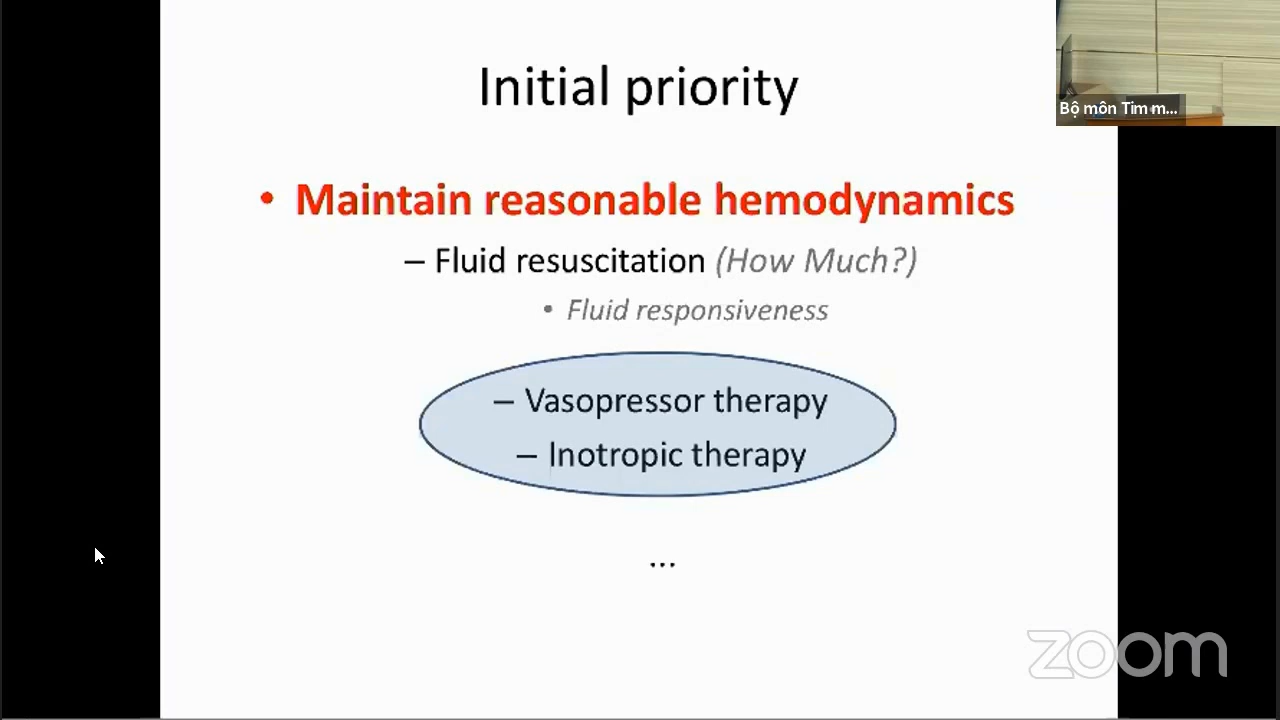 Initial priority
Bộ môn Tim m...
• Maintain reasonable hemodynamics
– Fluid resuscitation (How Much?)
• Fluid responsiveness
– Vasopressor therapy
– Inotropic therapy
...
zoom